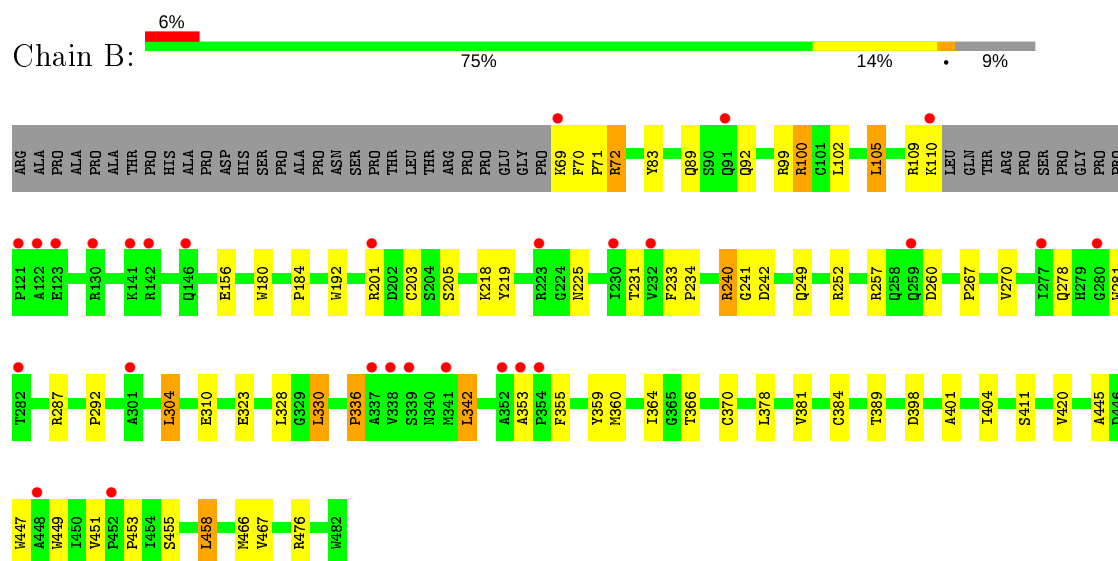 6%
Chain B:
75% 14% • 9%
ARG ALA PRO ALA PRO ALA THR PRO HIS ALA PRO ASP HIS SER PRO ALA PRO ASN SER PRO THR LEU THR ARG PRO PRO GLU GLY PRO K69 F70 P71 R72 Y83 Q89 S90 Q91 Q92 R99 R100 C101 L102 L105 R109 K110 LEU GLN THR ARG PRO SER PRO GLY PRO
P121 A122 E123 R130 K141 R142 Q146 E156 W180 P184 W192 R201 D202 C203 S204 S205 K218 Y219 R223 G224 N225 I230 T231 V232 F233 P234 R240 G241 D242 Q249 R252 R257 Q258 Q259 D260 P267 V270 I277 Q278 H279 G280 W281
T282 R287 P292 A301 L304 E310 E323 L328 G329 L330 P336 A337 V338 S339 N340 M341 L342 A352 A353 P354 F355 Y359 M360 I364 G365 T366 C370 L378 V381 C384 T389 D398 A401 I404 S411 V420 A445
W447 A448 W449 I450 V451 P452 P453 I454 S455 L458 M466 V467 R476 W482